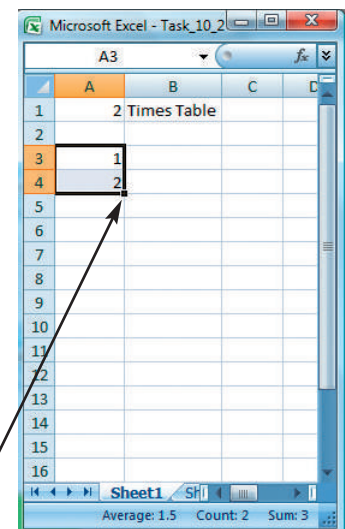 Microsoft Excel - Task_10_2
A3 fx
A B C D
1 2 Times Table
2
3 1
4 2
5
6
7
8
9
10
11
12
13
14
15
16
Sheet1 Sh
Average: 1.5 Count: 2 Sum: 3